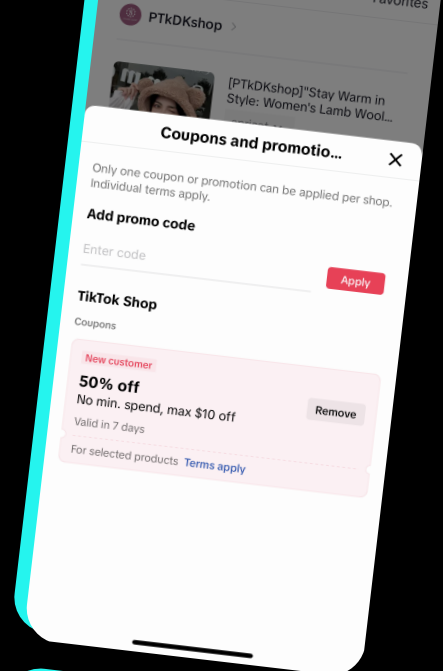 Favorites
PTkDKshop
[PTkDKshop]"Stay Warm in
Style: Women's Lamb Wool...
Coupons and promotio...
Only one coupon or promotion can be applied per shop.
Individual terms apply.
Add promo code
Enter code
Apply
TikTok Shop
Coupons
New customer
50% off
No min. spend, max $10 off
Remove
Valid in 7 days
For selected products Terms apply